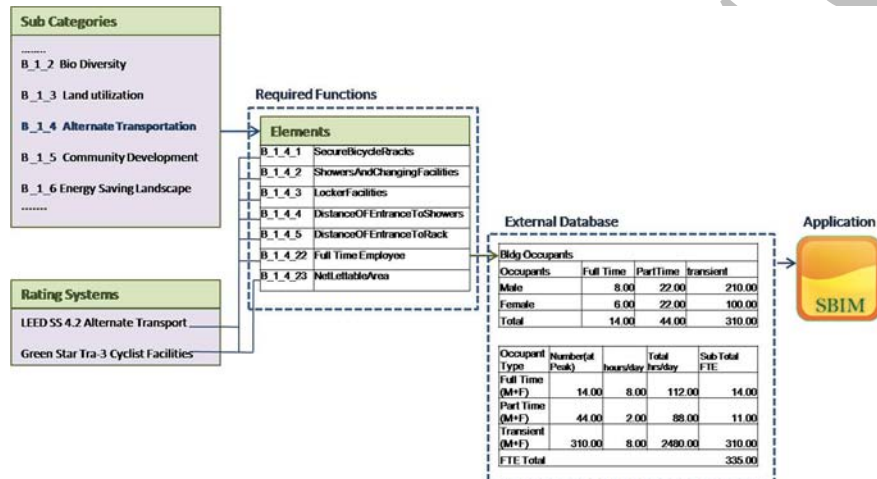 Sub Categories
........
B_1_2 Bio Diversity
B_1_3 Land utilization
B_1_4 Alternate Transportation
B_1_5 Community Development
B_1_6 Energy Saving Landscape
.......
Rating Systems
LEED SS 4.2 Alternate Transport
Green Star Tra-3 Cyclist Facilities
Required Functions
Elements
B_1_4_1 SecureBicycleRracks
B_1_4_2 ShowersAndChangingFacilities
B_1_4_3 LockerFacilities
B_1_4_4 DistanceOFEntranceToShowers
B_1_4_5 DistanceOFEntranceToRack
B_1_4_22 Full Time Employee
B_1_4_23 NetLettableArea
External Database
Bldg Occupants
Occupants Full Time PartTime transient
Male 8.00 22.00 210.00
Female 6.00 22.00 100.00
Total 14.00 44.00 310.00
Occupant Number(at Total Sub Total
Type Peak) hours/day hrs/day FTE
Full Time
(M+F) 14.00 8.00 112.00 14.00
Part Time
(M+F) 44.00 2.00 88.00 11.00
Transient
(M+F) 310.00 8.00 2480.00 310.00
FTE Total 335.00
Application
SBIM